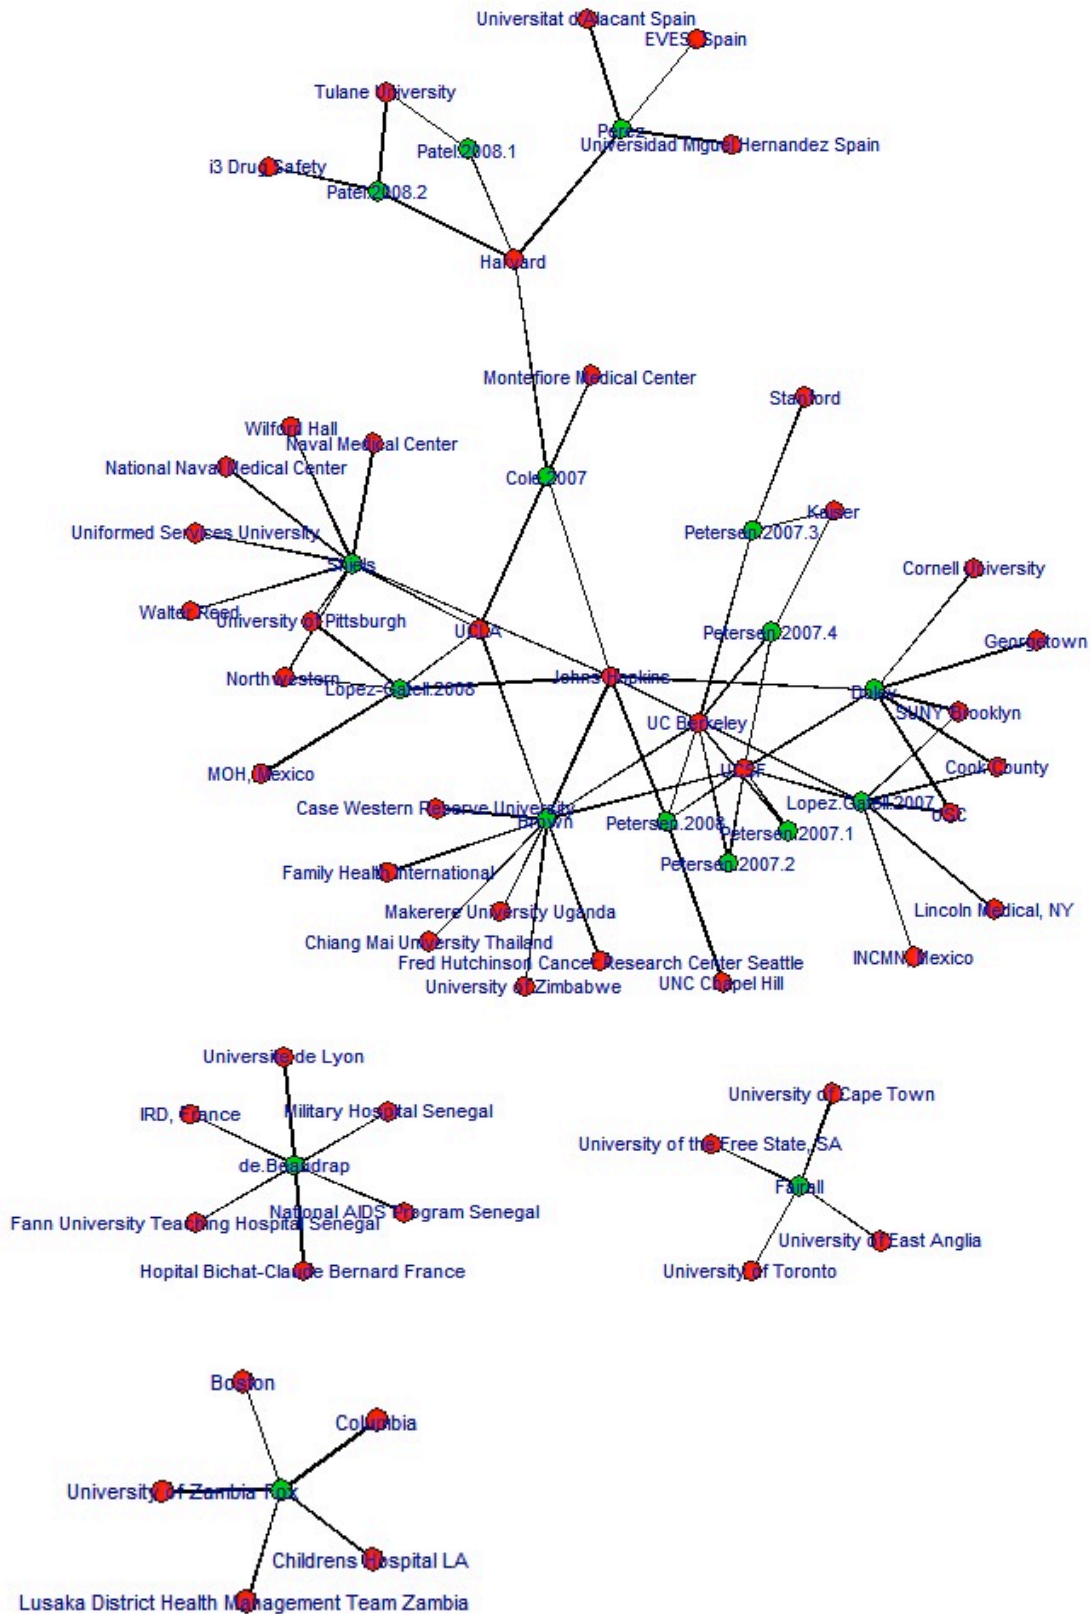 Universitat d'Alacant Spain
EVES, Spain
Tulane University
Perez
Patel.2008.1
Universidad Miguel Hernandez Spain
i3 Drug Safety
Patel.2008.2
Harvard
Montefiore Medical Center
Stanford
Wilford Hall
Naval Medical Center
National Naval Medical Center
Cole.2007
Kaiser
Uniformed Services University
Petersen.2007.3
Shiels
Cornell University
Walter Reed
University of Pittsburgh
UCLA
Petersen.2007.4
Georgetown
Northwestern
Lopez-Gatell.2008
Johns Hopkins
UC Berkeley
SUNY Brooklyn
MOH, Mexico
UCSF
Cook County
Case Western Reserve University
Lopez.Gatell.2007
USC
Brown
Petersen.2008
Petersen.2007.1
Petersen.2007.2
Family Health International
Makerere University Uganda
Lincoln Medical, NY
Chiang Mai University Thailand
Fred Hutchinson Cancer Research Center Seattle
INCMN, Mexico
University of Zimbabwe
UNC Chapel Hill
Universite de Lyon
University of Cape Town
IRD, France
Military Hospital Senegal
University of the Free State, SA
de.Beaudrap
Fairall
National AIDS Program Senegal
Fann University Teaching Hospital Senegal
University of East Anglia
Hopital Bichat-Claude Bernard France
University of Toronto
Boston
Columbia
University of Zambia Fox
Childrens Hospital LA
Lusaka District Health Management Team Zambia